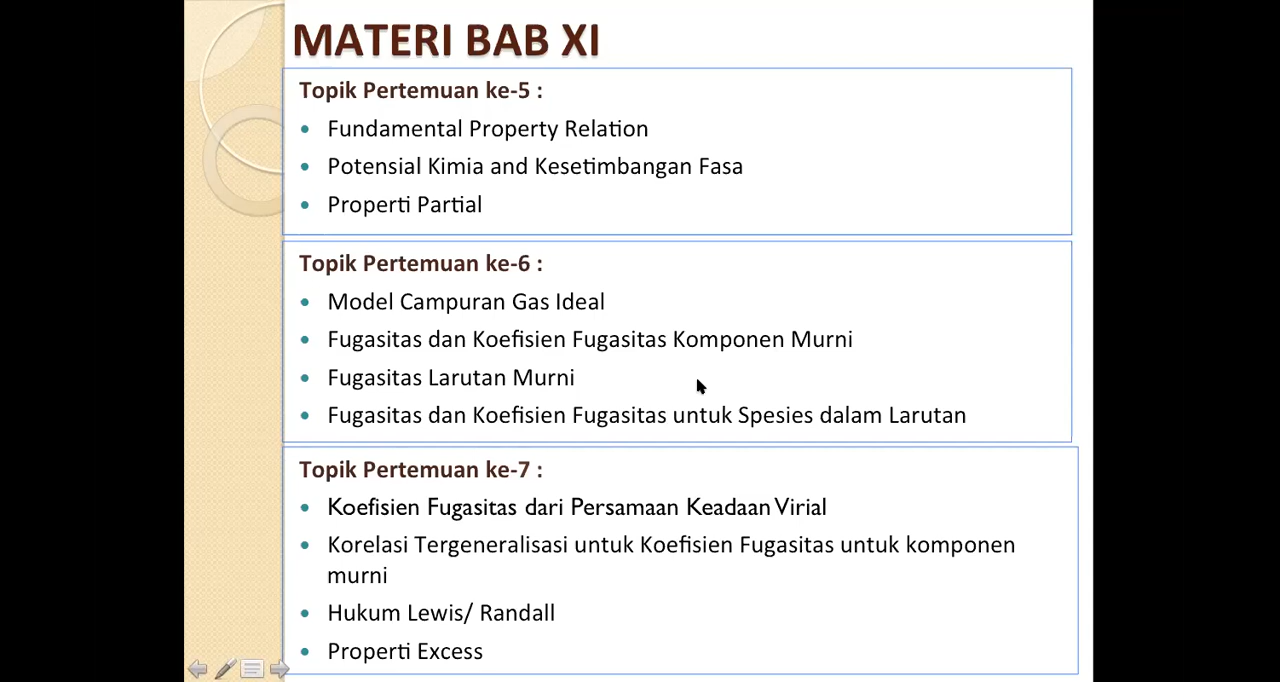 MATERI BAB XI
Topik Pertemuan ke-5 :
• Fundamental Property Relation
• Potensial Kimia and Kesetimbangan Fasa
• Properti Partial
Topik Pertemuan ke-6 :
• Model Campuran Gas Ideal
• Fugasitas dan Koefisien Fugasitas Komponen Murni
• Fugasitas Larutan Murni
• Fugasitas dan Koefisien Fugasitas untuk Spesies dalam Larutan
Topik Pertemuan ke-7 :
• Koefisien Fugasitas dari Persamaan Keadaan Virial
• Korelasi Tergeneralisasi untuk Koefisien Fugasitas untuk komponen
murni
• Hukum Lewis/ Randall
• Properti Excess